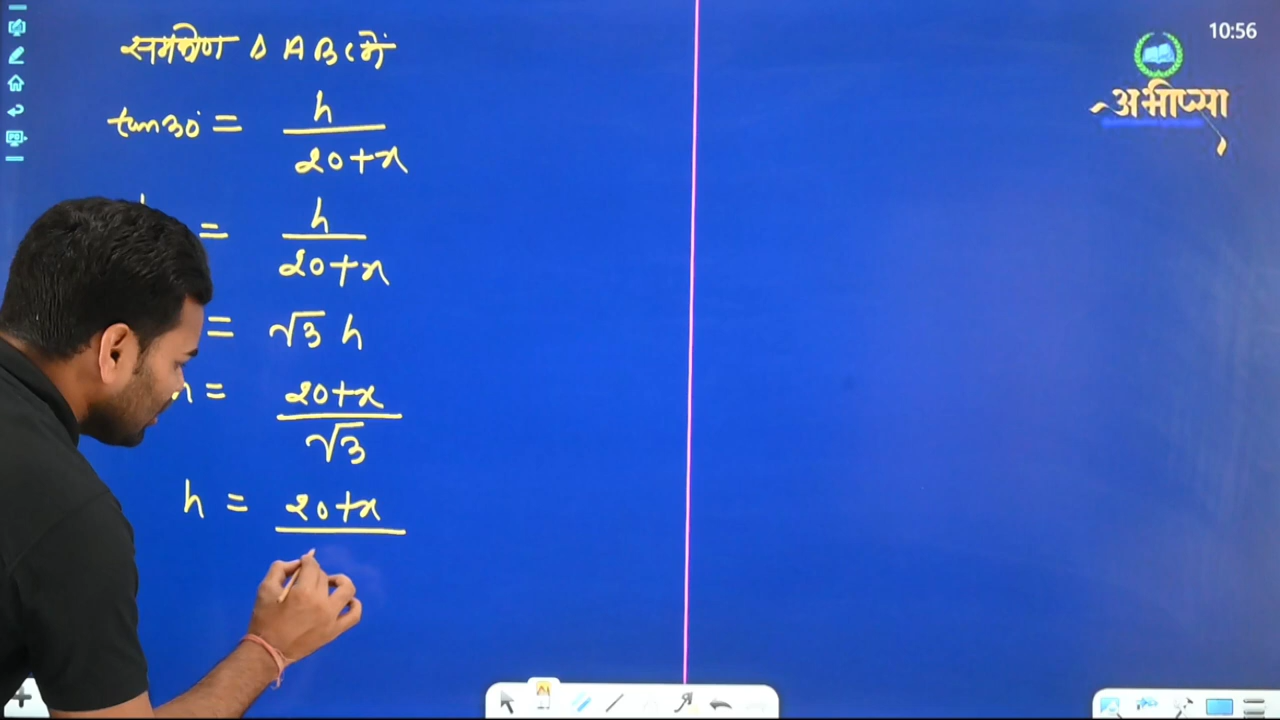 समकोण Δ ABC में
tan30° = h / 20+x
= h / 20+x
= √3 h
h = 20+x / √3
h = 20+x
10:56
अभीप्सा